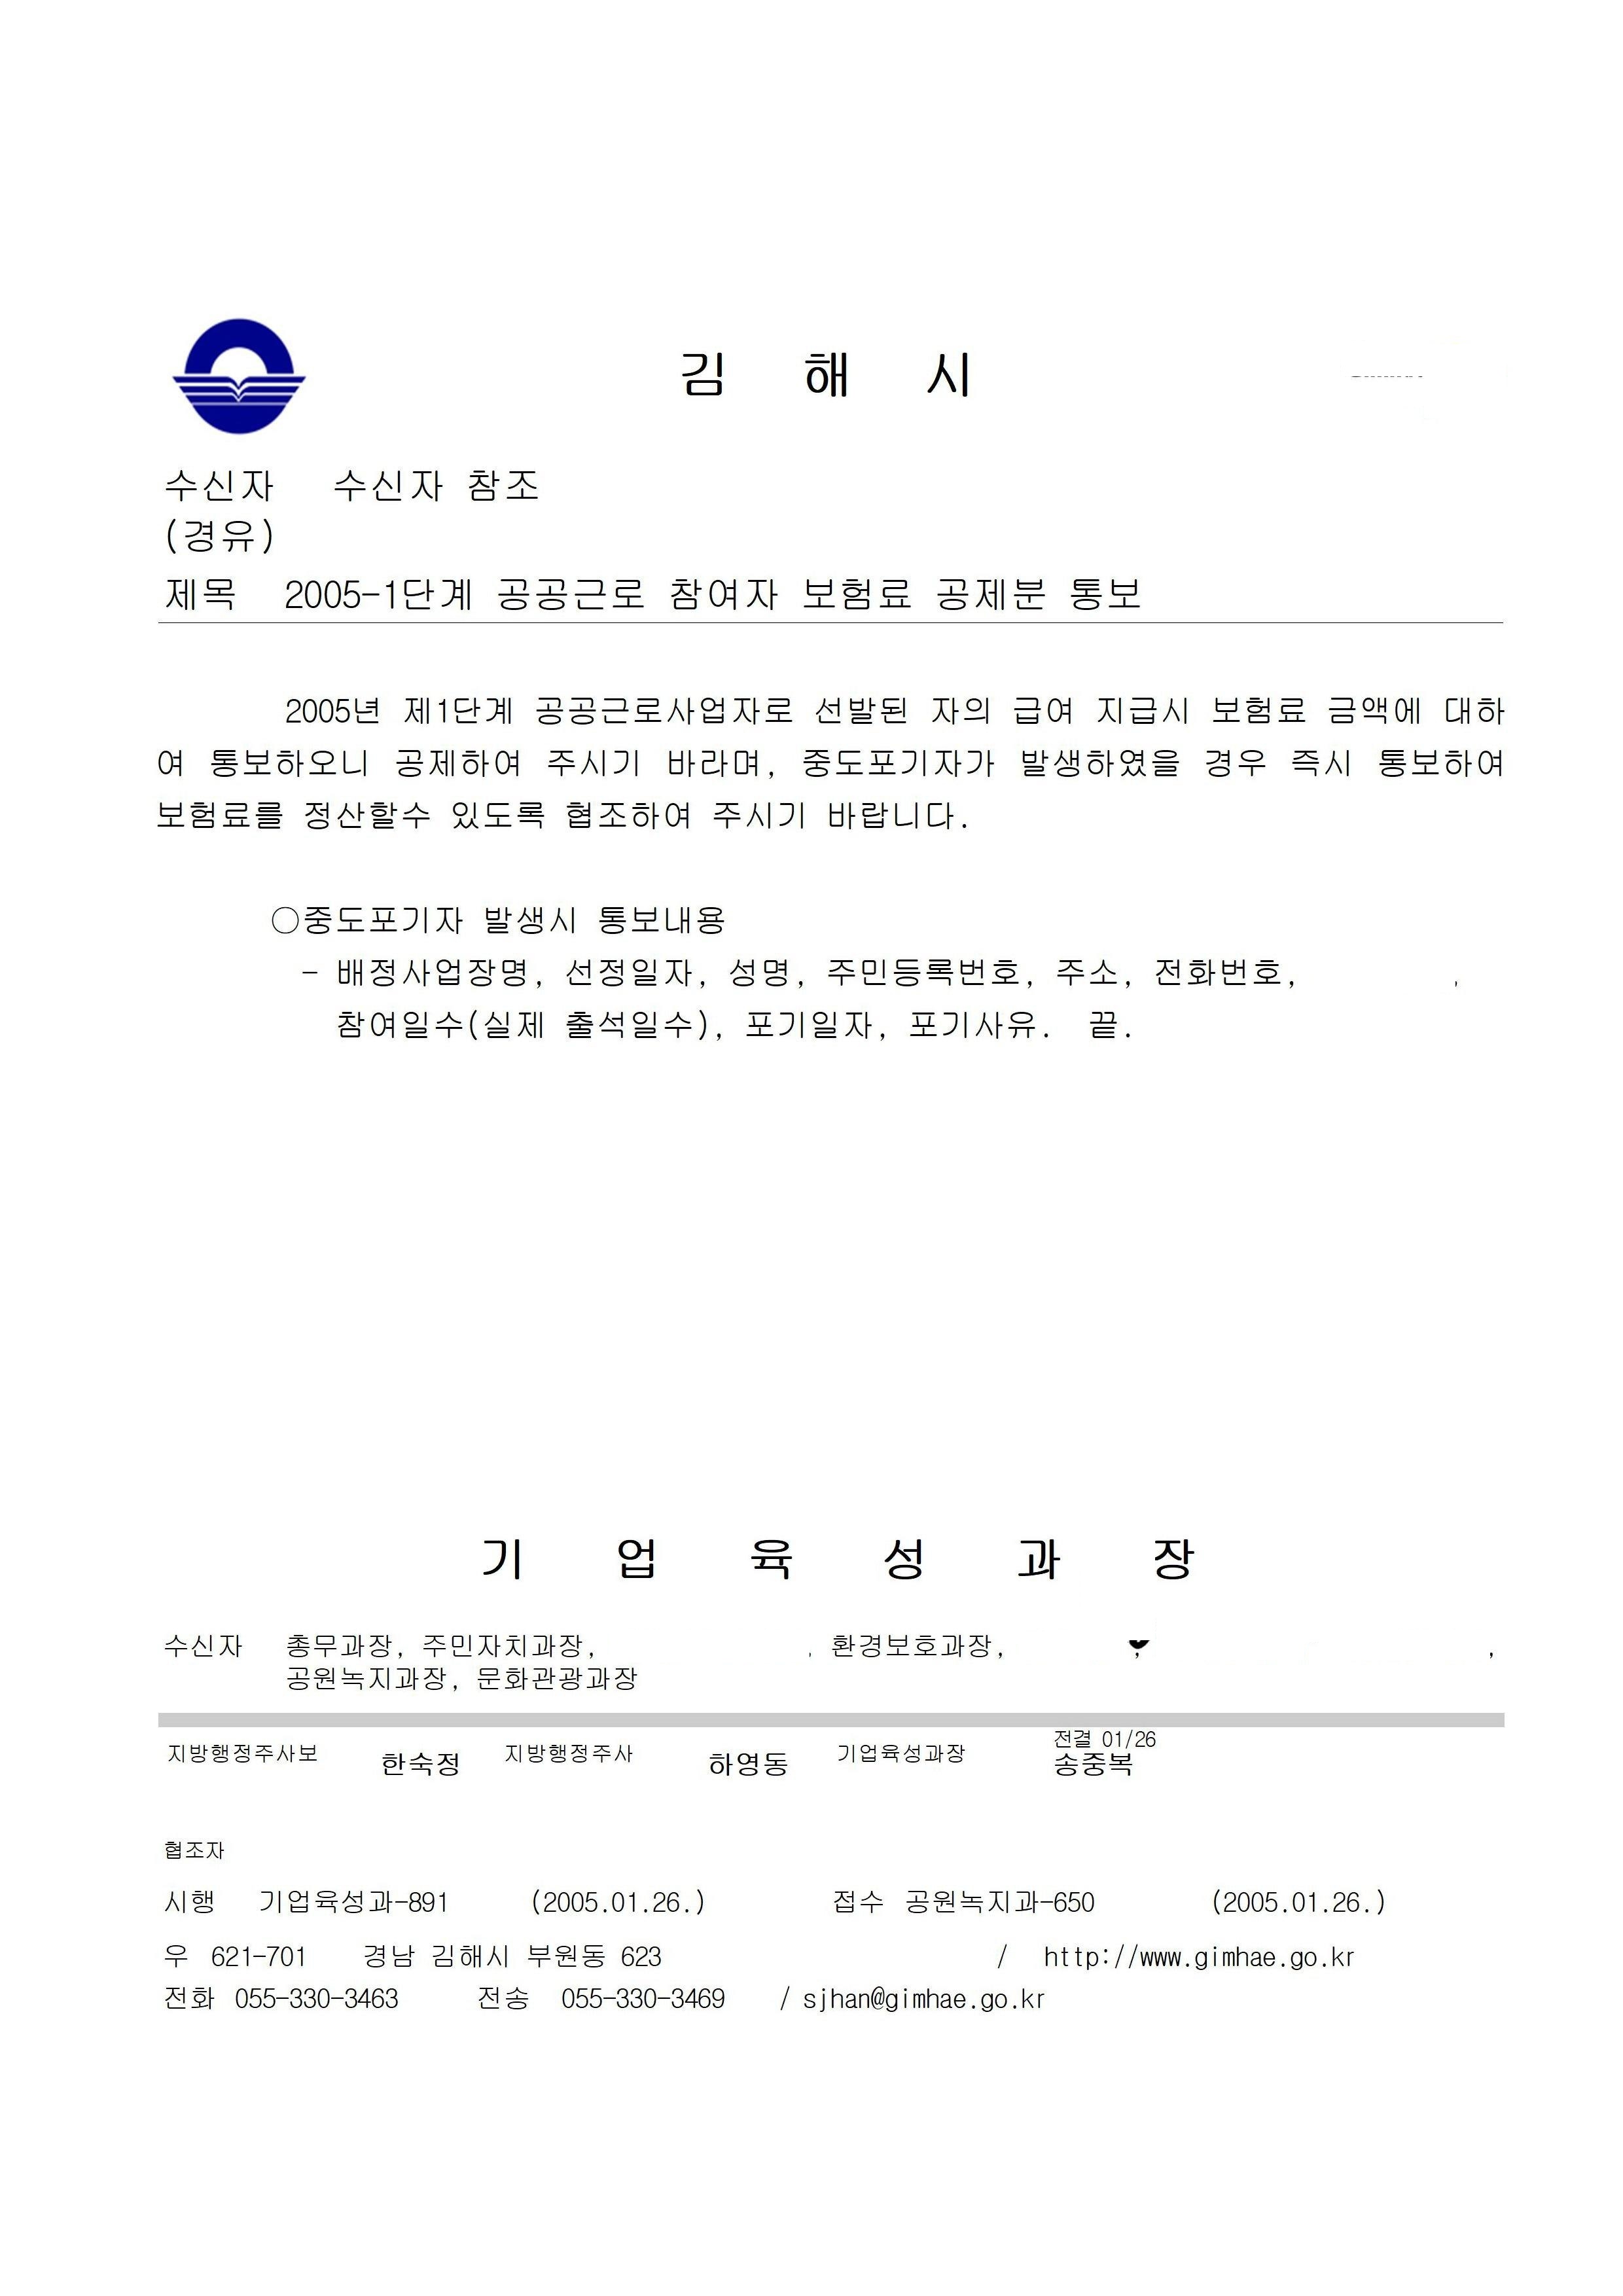 김 해 시
수신자 수신자 참조
(경유)
제목 2005-1단계 공공근로 참여자 보험료 공제분 통보
2005년 제1단계 공공근로사업자로 선발된 자의 급여 지급시 보험료 금액에 대하
여 통보하오니 공제하여 주시기 바라며, 중도포기자가 발생하였을 경우 즉시 통보하여
보험료를 정산할수 있도록 협조하여 주시기 바랍니다.
○중도포기자 발생시 통보내용
- 배정사업장명, 선정일자, 성명, 주민등록번호, 주소, 전화번호, ,
참여일수(실제 출석일수), 포기일자, 포기사유. 끝.
기 업 육 성 과 장
수신자 총무과장, 주민자치과장, , 환경보호과장, , ,
공원녹지과장, 문화관광과장
전결 01/26
지방행정주사보 한숙정 지방행정주사 하영동 기업육성과장 송중복
협조자
시행 기업육성과-891 (2005.01.26.) 접수 공원녹지과-650 (2005.01.26.)
우 621-701 경남 김해시 부원동 623 / http://www.gimhae.go.kr
전화 055-330-3463 전송 055-330-3469 / sjhan@gimhae.go.kr